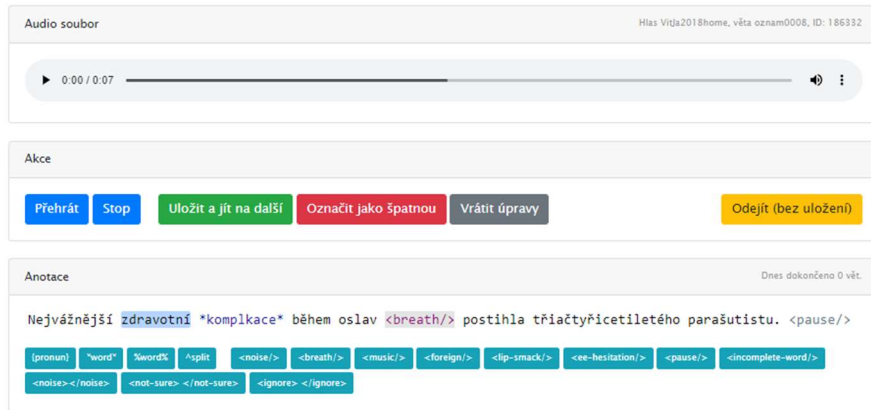 Audio soubor Hlas Vitja2018home, věta oznam0008, ID: 186332
0:00 / 0:07
Akce
Přehrát Stop Uložit a jít na další Označit jako špatnou Vrátit úpravy Odejít (bez uložení)
Anotace Dnes dokončeno 0 vět.
Nejvážnější zdravotní *komplkace* během oslav <breath/> postihla třiačtyřicetiletého parašutistu. <pause/>
{pronun} *word* %word% ^split <noise/> <breath/> <music/> <foreign/> <lip-smack/> <ee-hesitation/> <pause/> <incomplete-word/>
<noise></noise> <not-sure> </not-sure> <ignore> </ignore>